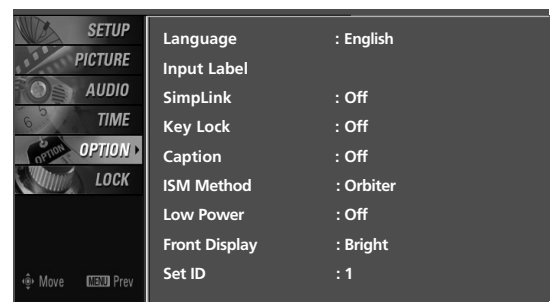 SETUP
PICTURE
AUDIO
TIME
OPTION
LOCK
Move MENU Prev
Language : English
Input Label
SimpLink : Off
Key Lock : Off
Caption : Off
ISM Method : Orbiter
Low Power : Off
Front Display : Bright
Set ID : 1